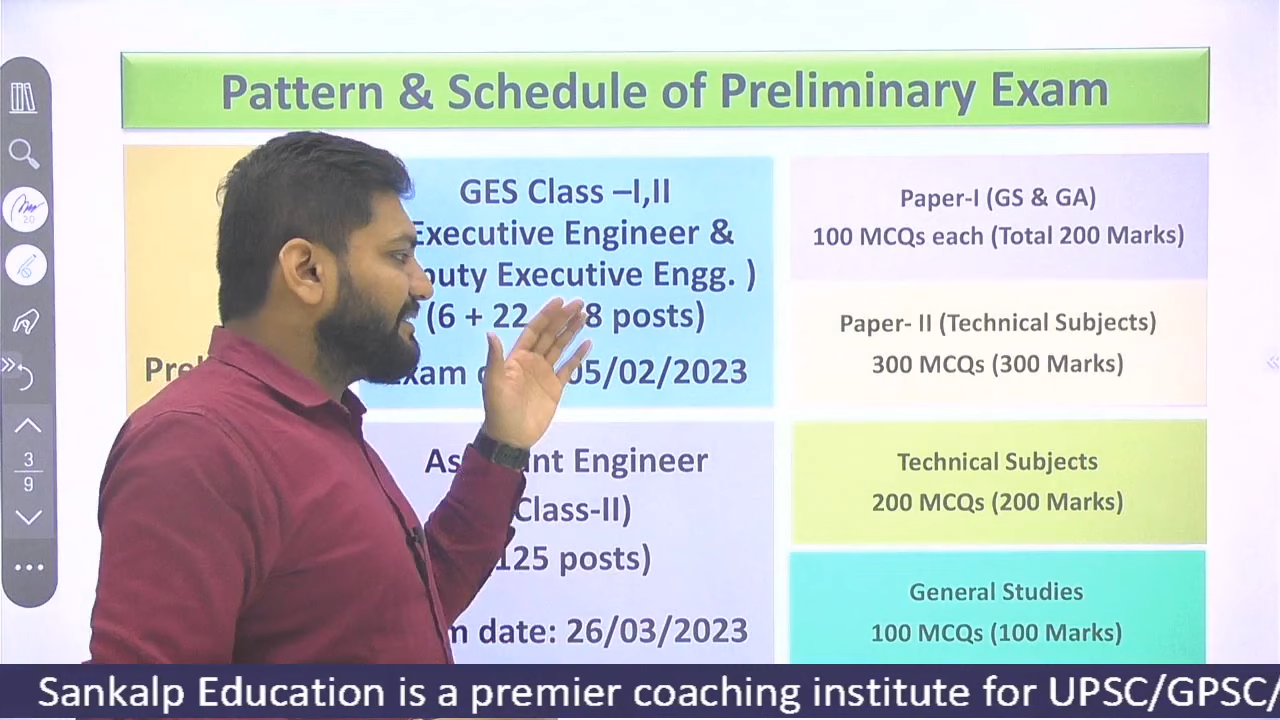 Pattern & Schedule of Preliminary Exam
GES Class –I,II
Executive Engineer &
Executive Engg. )
(6 + 22 8 posts)
05/02/2023
Engineer
Class-II)
125 posts)
date: 26/03/2023
Paper-I (GS & GA)
100 MCQs each (Total 200 Marks)
Paper- II (Technical Subjects)
300 MCQs (300 Marks)
Technical Subjects
200 MCQs (200 Marks)
General Studies
100 MCQs (100 Marks)
20
3
9
Sankalp Education is a premier coaching institute for UPSC/GPSC/